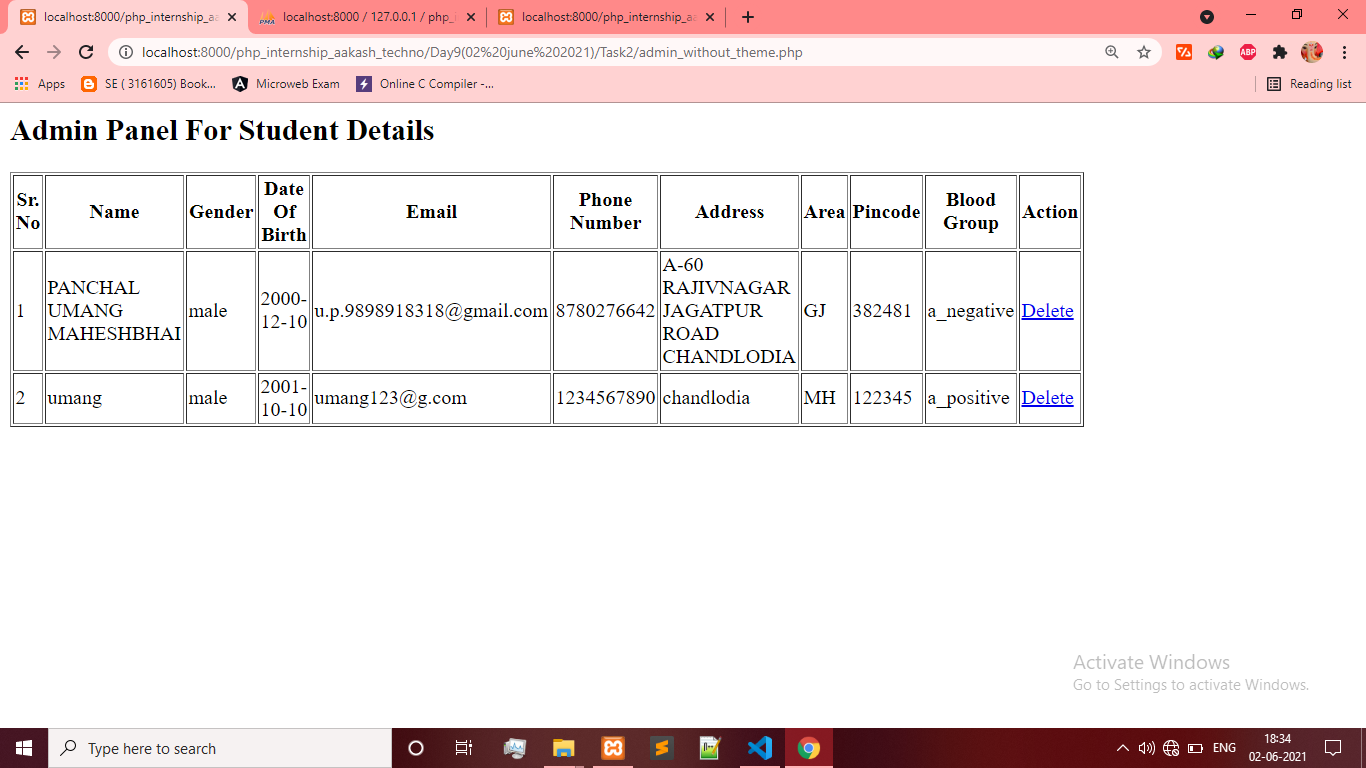 localhost:8000/php_internship_aa
localhost:8000 / 127.0.0.1 / php_i
localhost:8000/php_internship_aa
localhost:8000/php_internship_aakash_techno/Day9(02%20june%202021)/Task2/admin_without_theme.php
ABP
Apps
SE ( 3161605) Book...
Microweb Exam
Online C Compiler -...
Reading list
Admin Panel For Student Details
Sr. No Name Gender Date Of Birth Email Phone Number Address Area Pincode Blood Group Action
1 PANCHAL UMANG MAHESHBHAI male 2000-12-10 u.p.9898918318@gmail.com 8780276642 A-60 RAJIVNAGAR JAGATPUR ROAD CHANDLODIA GJ 382481 a_negative Delete
2 umang male 2001-10-10 umang123@g.com 1234567890 chandlodia MH 122345 a_positive Delete
Activate Windows
Go to Settings to activate Windows.
Type here to search
ENG
18:34
02-06-2021